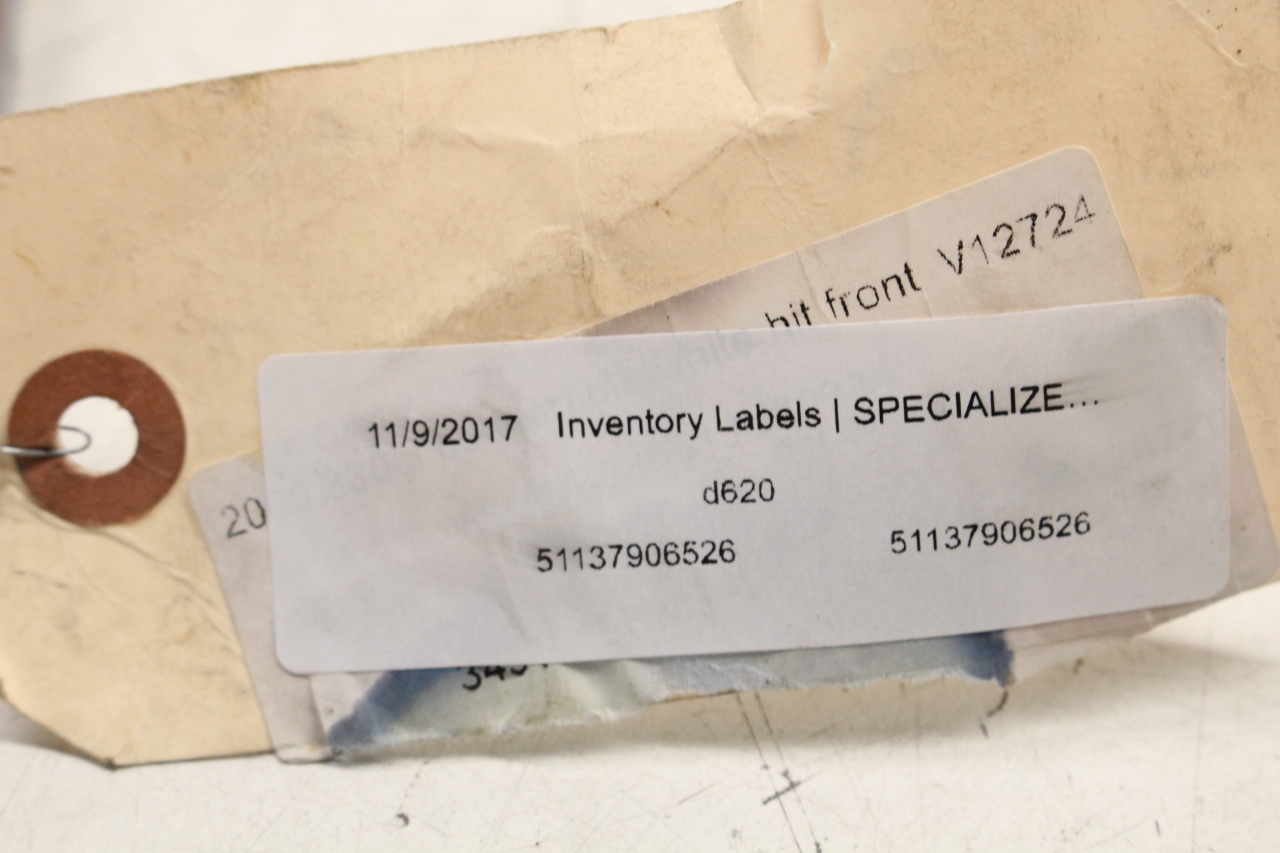 hit front V12724
11/9/2017 Inventory Labels | SPECIALIZE...
d620
20
51137906526 51137906526